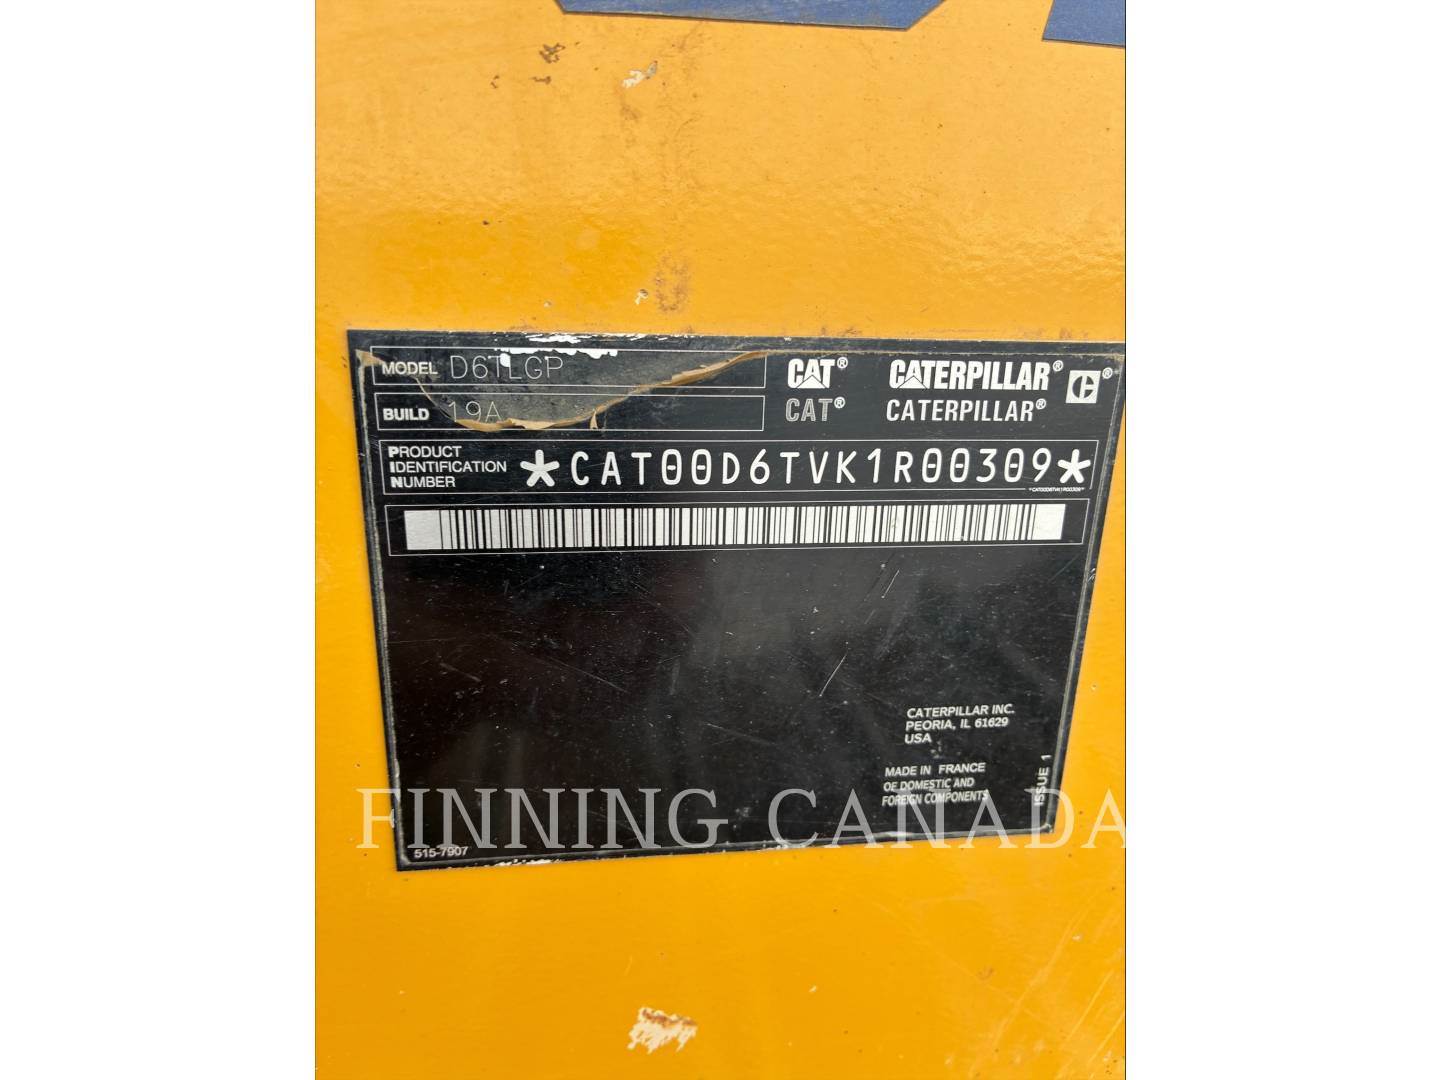 MODEL D6TLGP
BUILD 19A
CAT® CATERPILLAR®
CAT® CATERPILLAR®
PRODUCT
IDENTIFICATION
NUMBER
*CAT00D6TVK1R00309*
*CAT00D6TVK1R00309*
CATERPILLAR INC.
PEORIA, IL 61629
USA
MADE IN FRANCE
OF DOMESTIC AND
FOREIGN COMPONENTS
ISSUE 1
515-7907
FINNING CANADA